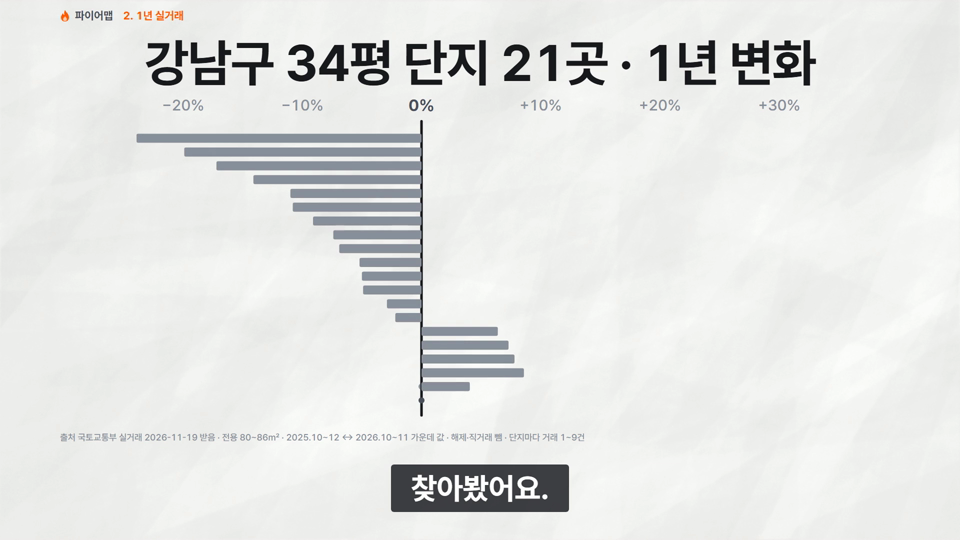 파이어맵 2. 1년 실거래
강남구 34평 단지 21곳 · 1년 변화
−20% −10% 0% +10% +20% +30%
출처 국토교통부 실거래 2026-11-19 받음 · 전용 80~86m² · 2025.10~12 ↔ 2026.10~11 가운데 값 · 해제·직거래 뺌 · 단지마다 거래 1~9건
찾아봤어요.